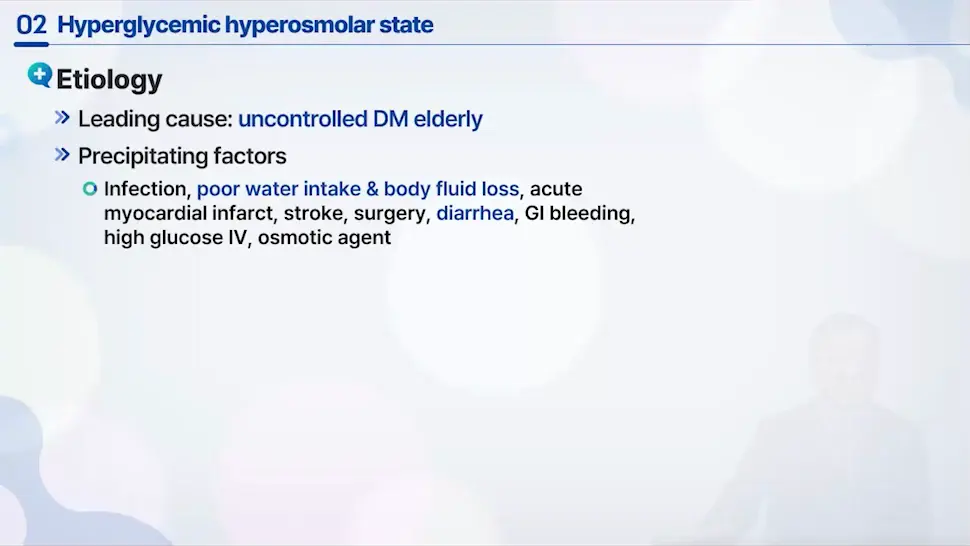 02 Hyperglycemic hyperosmolar state
Etiology
Leading cause: uncontrolled DM elderly
Precipitating factors
Infection, poor water intake & body fluid loss, acute
myocardial infarct, stroke, surgery, diarrhea, GI bleeding,
high glucose IV, osmotic agent